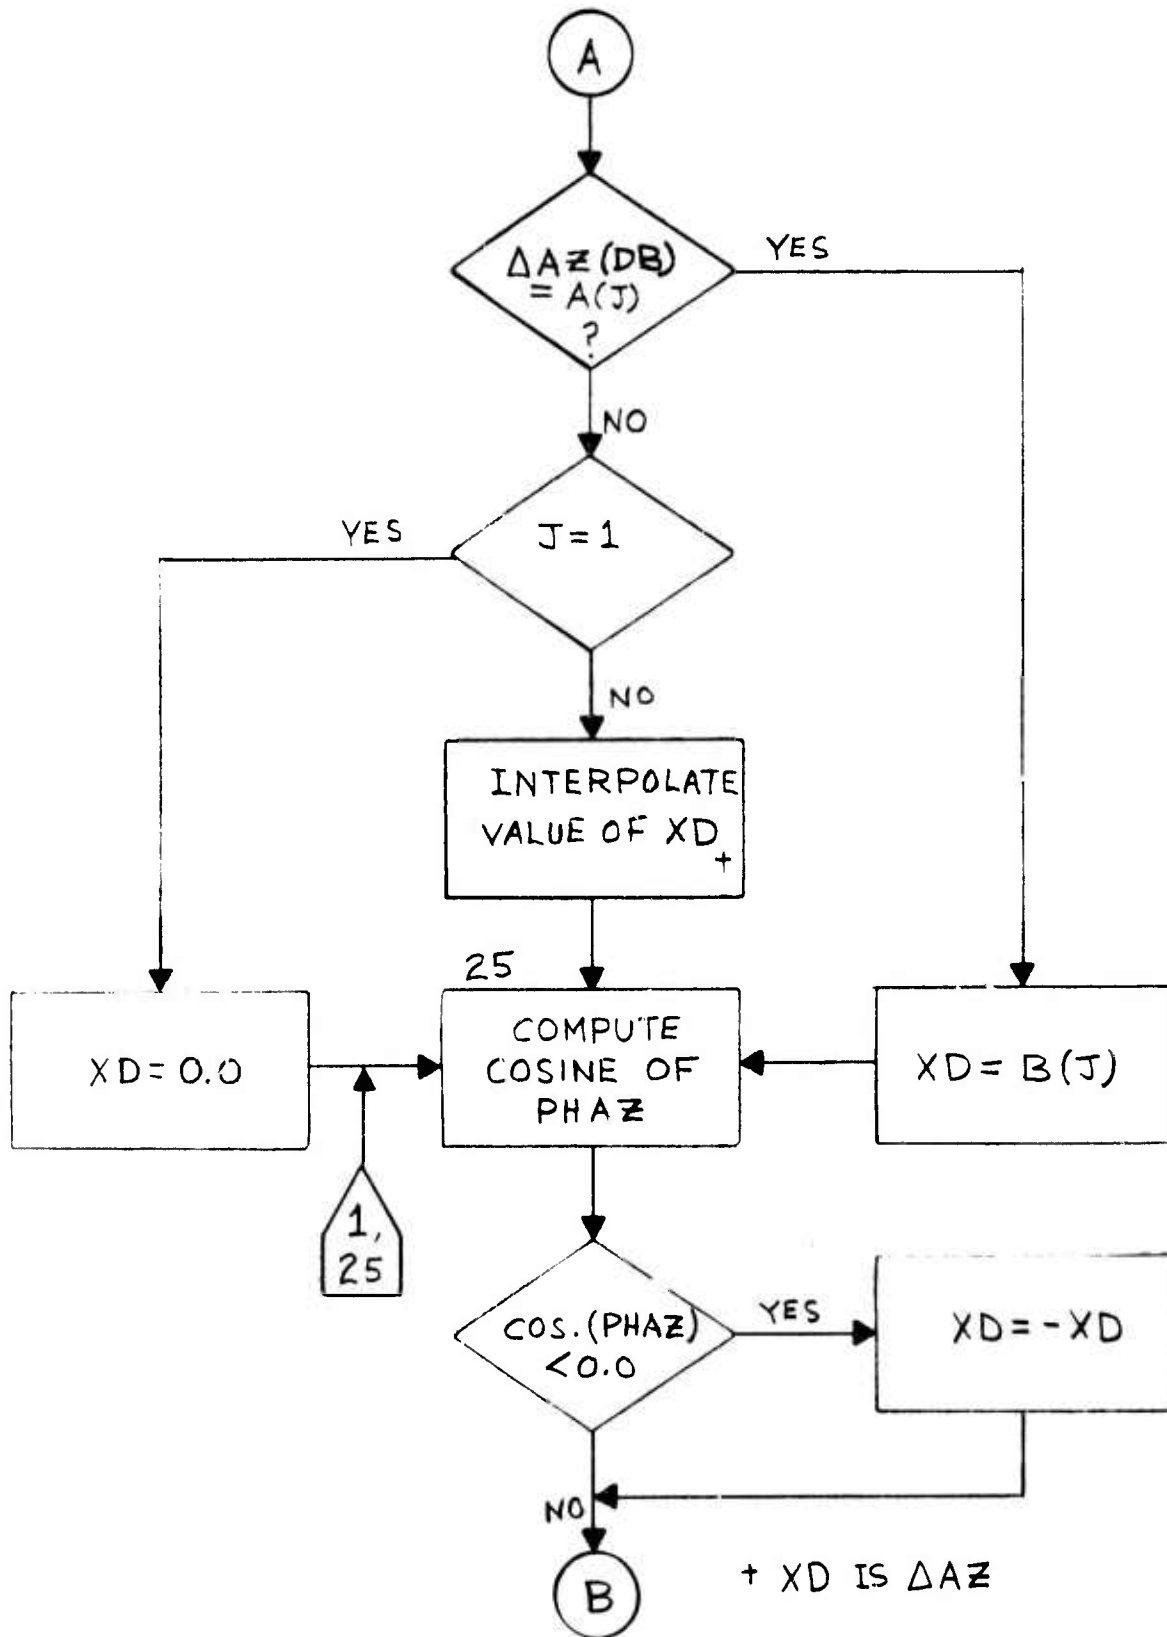 A
ΔAZ(DB)
= A(J)
?
YES
NO
J=1
YES
NO
INTERPOLATE
VALUE OF XD+
25
XD=0.0
COMPUTE
COSINE OF
PHAZ
XD=B(J)
1,
25
COS.(PHAZ)
<0.0
YES
XD=-XD
NO
B
+ XD IS ΔAZ